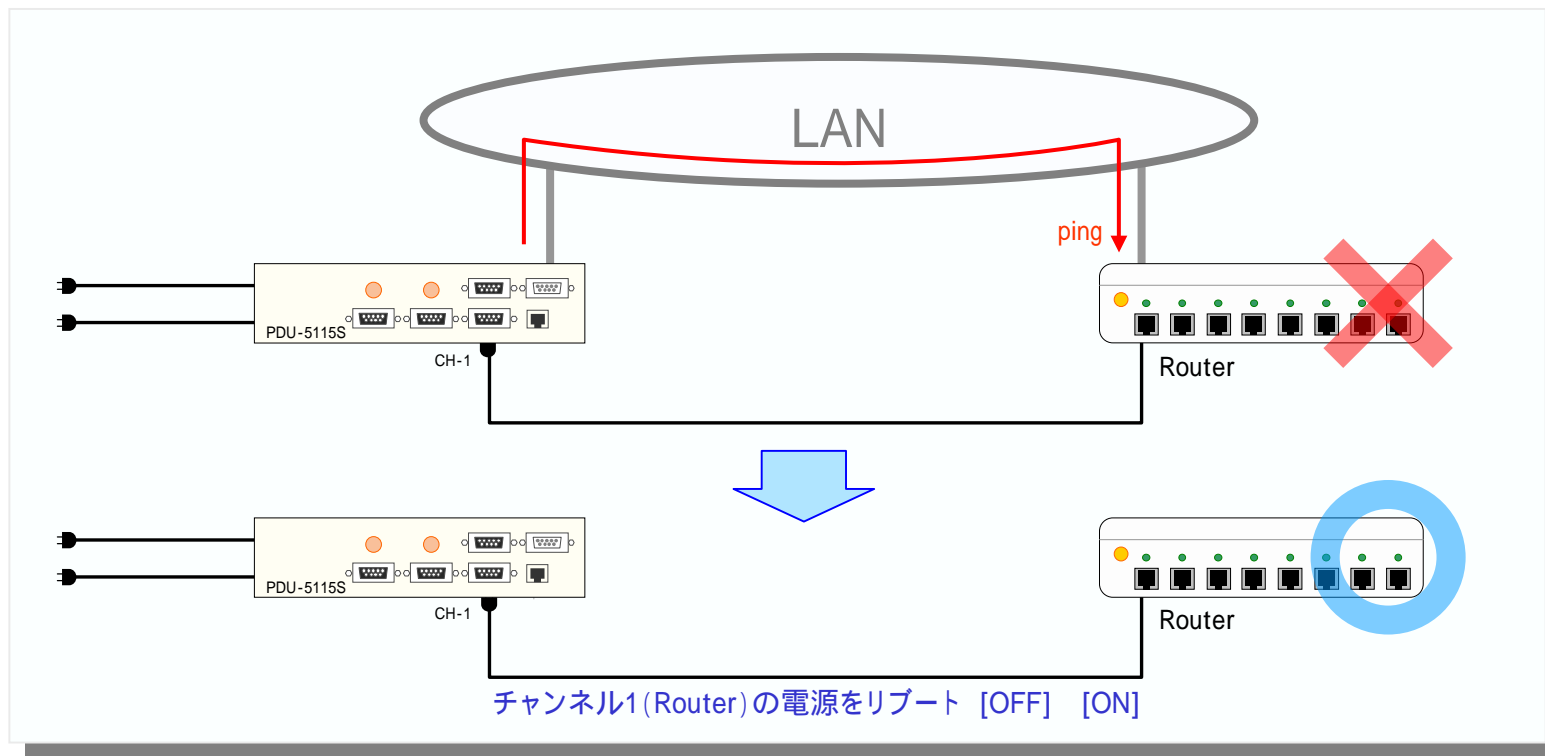 LAN
ping
PDU-5115S
CH-1
Router
PDU-5115S
CH-1
Router
チャンネル1(Router)の電源をリブート [OFF] [ON]